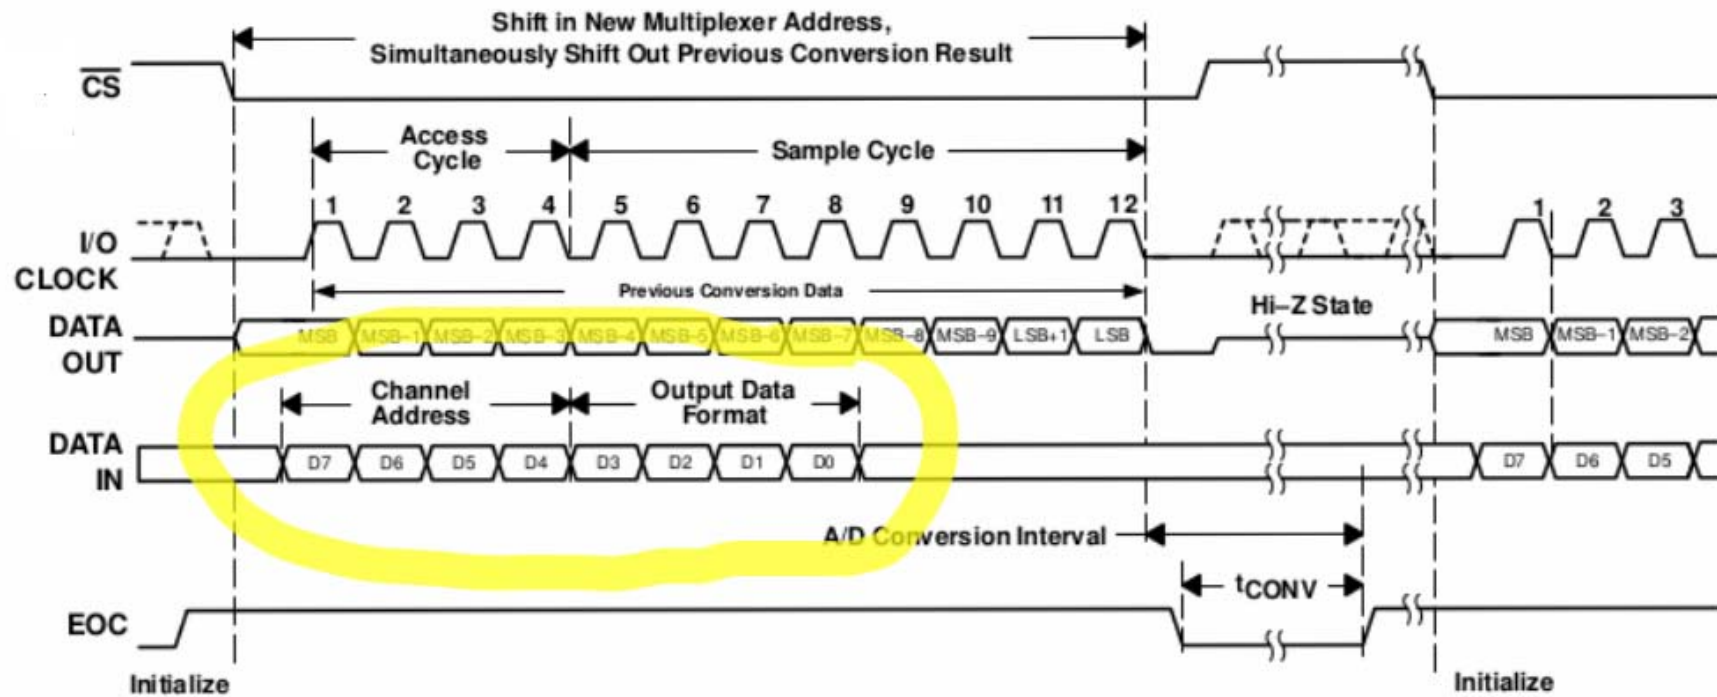 Shift in New Multiplexer Address,
Simultaneously Shift Out Previous Conversion Result
CS
Access
Cycle
Sample Cycle
1 2 3 4 5 6 7 8 9 10 11 12 1 2 3
I/O
CLOCK
Previous Conversion Data
Hi–Z State
DATA
OUT
MSB MSB–1 MSB–2 MSB–3 MSB–4 MSB–5 MSB–6 MSB–7 MSB–8 MSB–9 LSB+1 LSB MSB MSB–1 MSB–2
Channel
Address
Output Data
Format
DATA
IN
D7 D6 D5 D4 D3 D2 D1 D0 D7 D6 D5
A/D Conversion Interval
tCONV
EOC
Initialize
Initialize